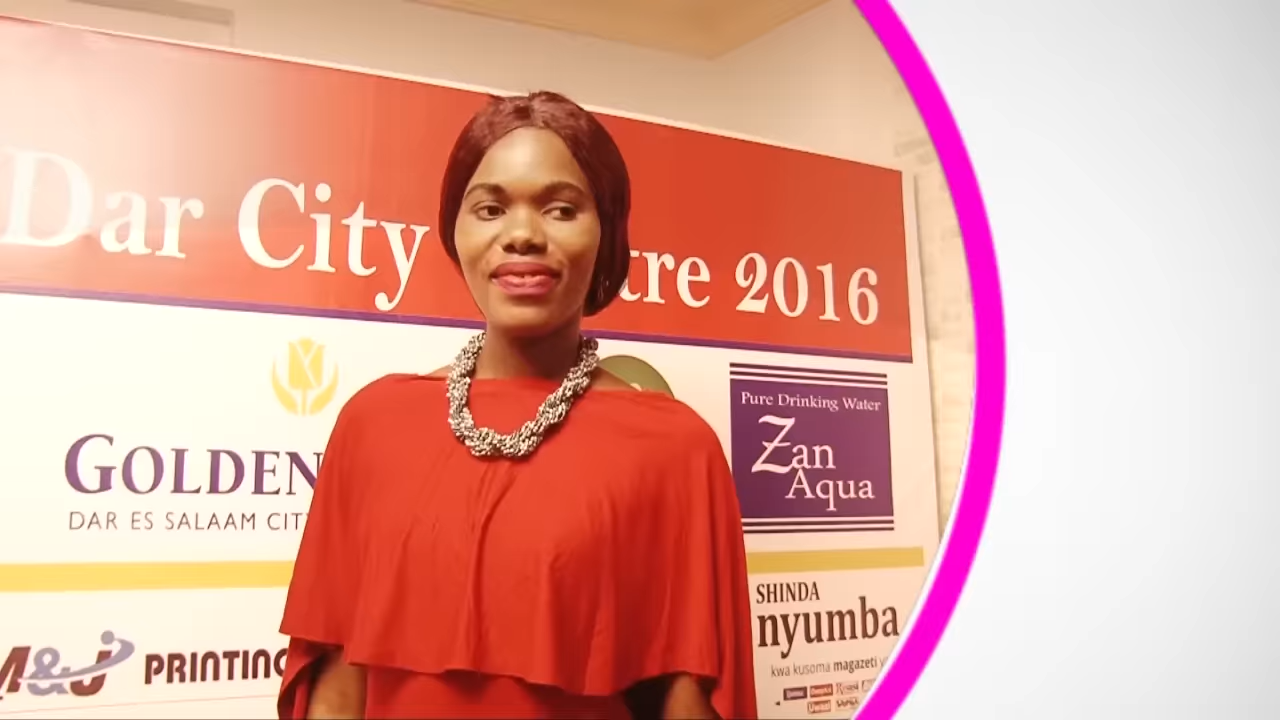 Dar City tre 2016
GOLDEN
DAR ES SALAAM CIT
Pure Drinking Water
Zan
Aqua
M&J PRINTING
SHINDA
nyumba
kwa kusoma magazeti